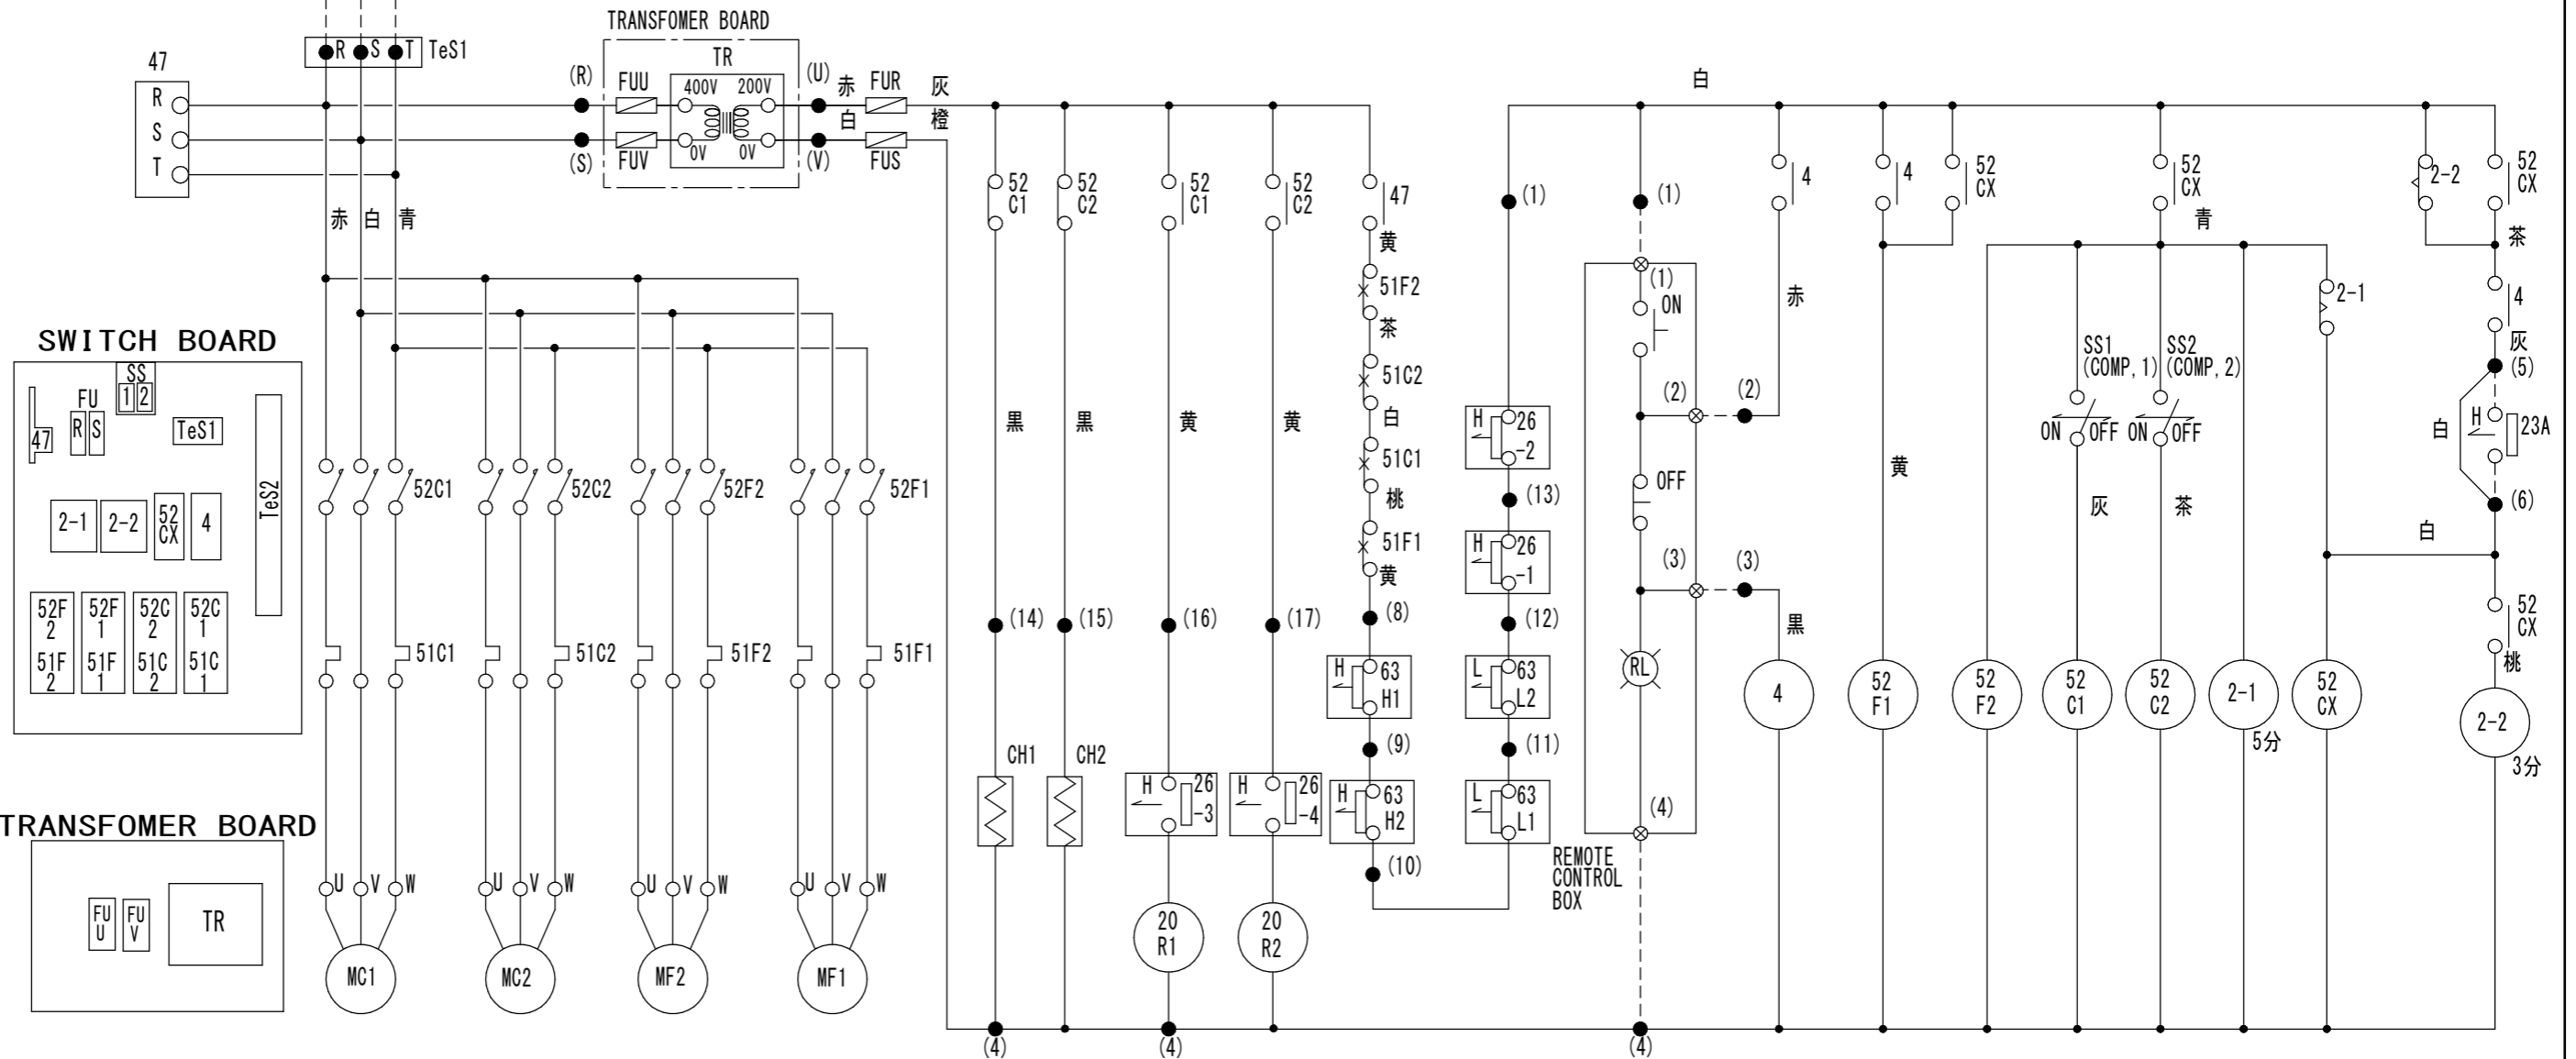 TRANSFOMER BOARD
47
R
S
T
R S T TeS1
(R)
(S)
FUU
FUV
TR
400V 200V
0V 0V
(U)
(V)
赤
白
FUR
FUS
灰
橙
赤 白 青
52
C1
52
C2
52
C1
52
C2
47
黄
51F2
茶
51C2
白
51C1
桃
51F1
黄
(8)
H 63
H1
(9)
H 63
H2
(10)
黒
黒
黄
黄
(14)
(15)
(16)
(17)
CH1
CH2
H 26
-3
H 26
-4
20
R1
20
R2
(4)
(4)
(4)
白
(1)
H 26
-2
(13)
H 26
-1
(12)
L 63
L2
(11)
L 63
L1
(1)
(1)
ON
(2)
(2)
OFF
(3)
(3)
RL
(4)
REMOTE
CONTROL
BOX
4
赤
黒
4
4
52
CX
黄
52
F1
52
CX
青
52
F2
SS1
(COMP,1)
ON OFF
灰
52
C1
SS2
(COMP,2)
ON OFF
茶
52
C2
2-1
5分
2-1
52
CX
2-2
52
CX
茶
4
灰
(5)
白
H
23A
(6)
白
52
CX
桃
2-2
3分
SWITCH BOARD
SS
1 2
FU
R S
47
TeS1
TeS2
2-1
2-2
52
CX
4
52F
2
51F
2
52F
1
51F
1
52C
2
51C
2
52C
1
51C
1
52C1
52C2
52F2
52F1
51C1
51C2
51F2
51F1
U V W
U V W
U V W
U V W
MC1
MC2
MF2
MF1
TRANSFOMER BOARD
FU
U
FU
V
TR